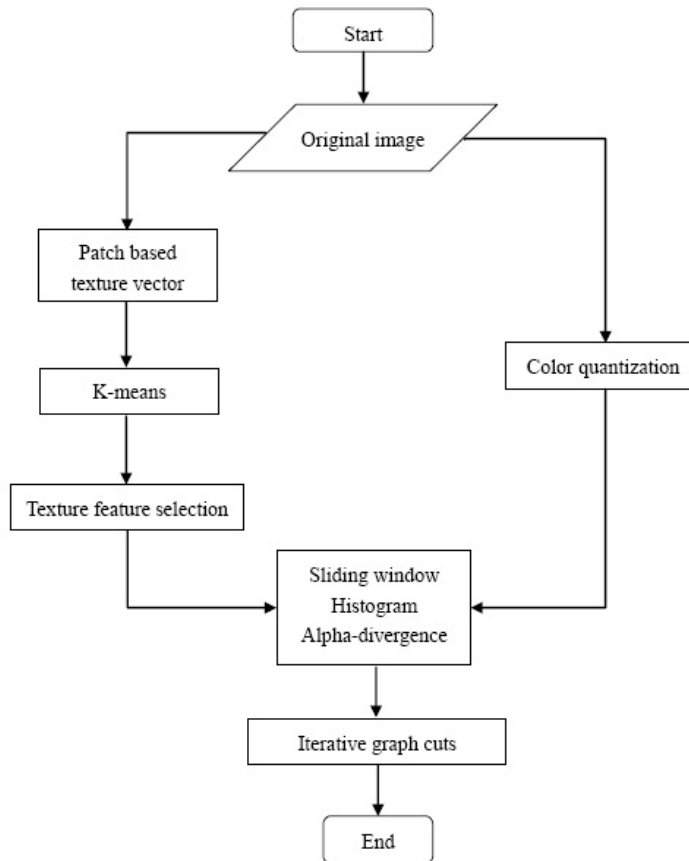 Start
Original image
Patch based
texture vector
K-means
Texture feature selection
Color quantization
Sliding window
Histogram
Alpha-divergence
Iterative graph cuts
End